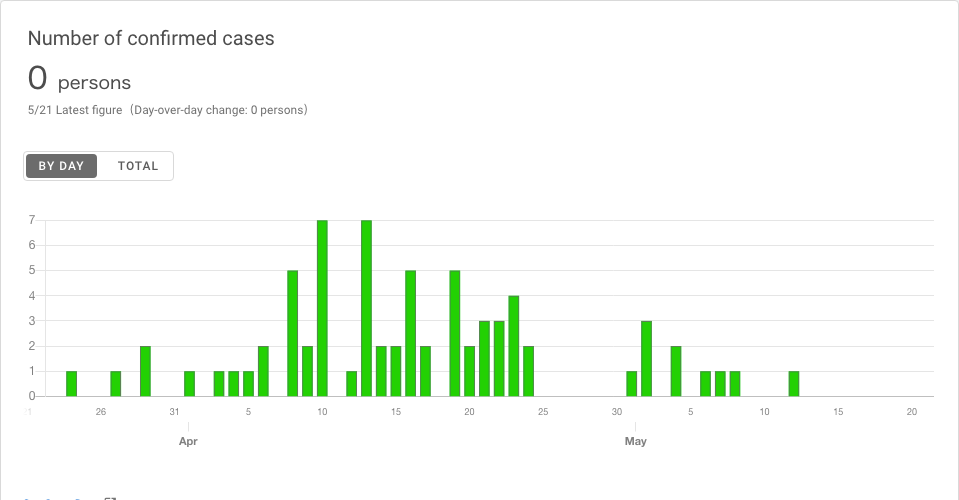 Number of confirmed cases
0 persons
5/21 Latest figure (Day-over-day change: 0 persons)
BY DAY TOTAL
7
6
5
4
3
2
1
0
26 31 5 10 15 20 25 30 5 10 15 20
Apr May